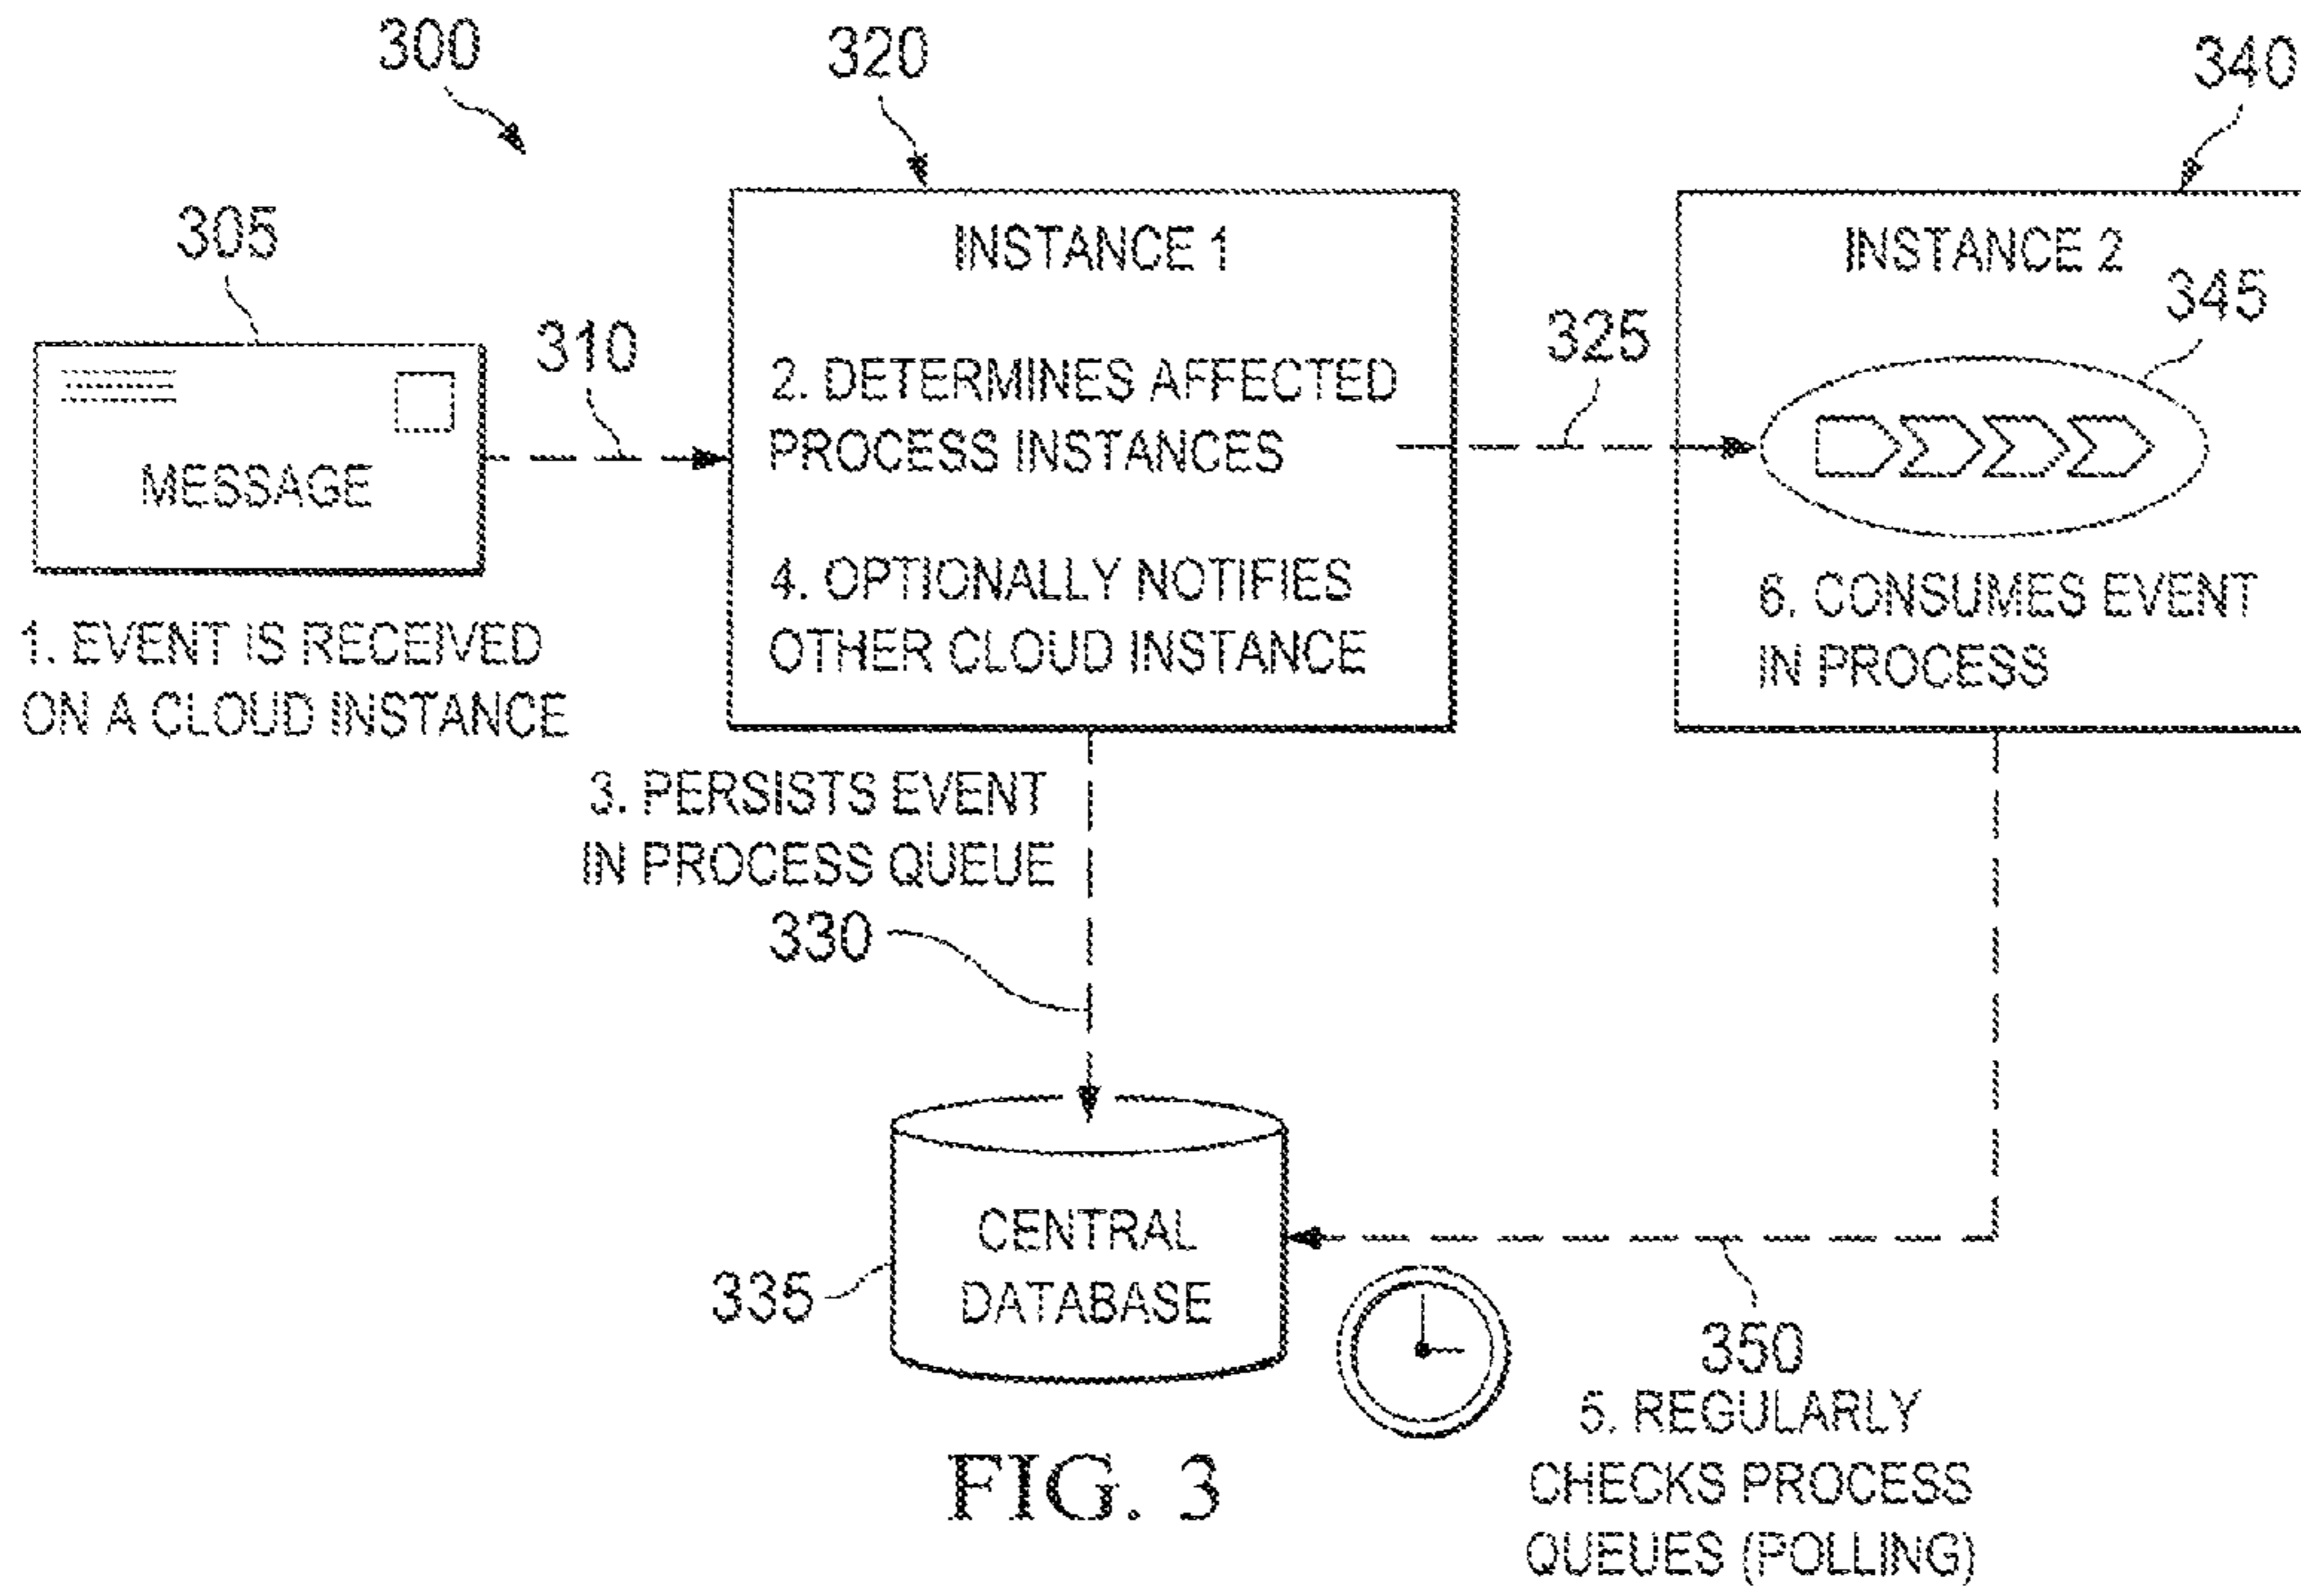 300
320
340
305
INSTANCE 1
INSTANCE 2
345
310
325
MESSAGE
2. DETERMINES AFFECTED
PROCESS INSTANCES
4. OPTIONALLY NOTIFIES
OTHER CLOUD INSTANCE
6. CONSUMES EVENT
IN PROCESS
1. EVENT IS RECEIVED
ON A CLOUD INSTANCE
3. PERSISTS EVENT
IN PROCESS QUEUE
330
CENTRAL
DATABASE
335
350
5. REGULARLY
CHECKS PROCESS
QUEUES (POLLING)
FIG. 3